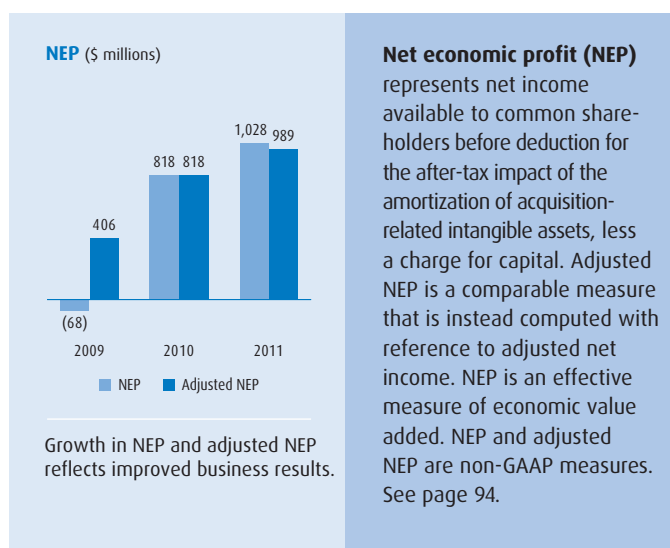 NEP ($ millions)
1,028
989
818 818
406
(68)
2009 2010 2011
NEP Adjusted NEP
Growth in NEP and adjusted NEP
reflects improved business results.
Net economic profit (NEP)
represents net income
available to common share-
holders before deduction for
the after-tax impact of the
amortization of acquisition-
related intangible assets, less
a charge for capital. Adjusted
NEP is a comparable measure
that is instead computed with
reference to adjusted net
income. NEP is an effective
measure of economic value
added. NEP and adjusted
NEP are non-GAAP measures.
See page 94.